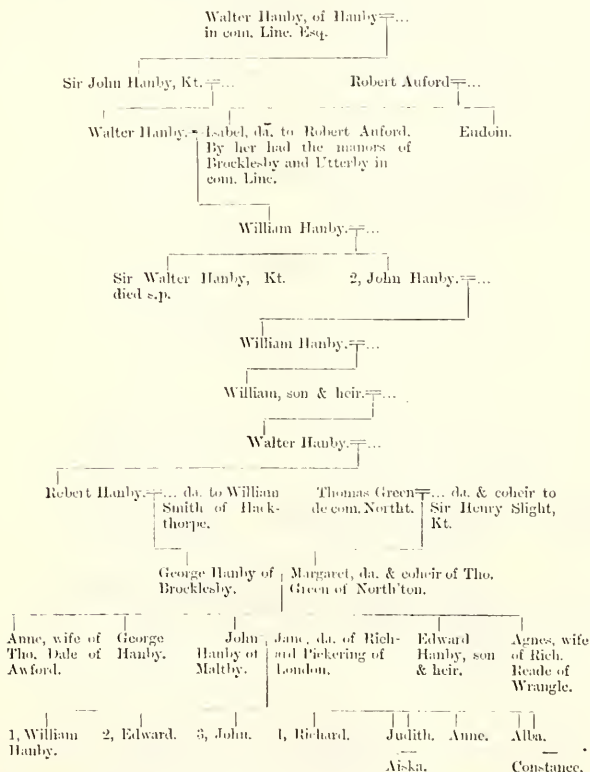 Walter Hanby, of Hanby=...
in com. Linc. Esq.
Sir John Hanby, Kt.=...
Robert Auford=...
Walter Hanby.=Isabel, da. to Robert Auford.
By her had the manors of
Brocklesby and Utterby in
com. Linc.
Eudoin.
William Hanby.=...
Sir Walter Hanby, Kt.
died s.p.
2, John Hanby.=...
William Hanby.=...
William, son & heir.=...
Walter Hanby.=...
Robert Hanby.=... da. to William
Smith of Hack-
thorpe.
Thomas Green=... da. & coheir to
de com. Northt.
Sir Henry Slight,
Kt.
George Hanby of
Brocklesby.
Margaret, da. & coheir of Tho.
Green of North'ton.
Anne, wife of
Tho. Dale of
Awford.
George
Hanby.
John
Hanby of
Maltby.
Jane, da. of Rich-
ard Pickering of
London.
Edward
Hanby, son
& heir.
Agnes, wife
of Rich.
Reade of
Wrangle.
1, William
Hanby.
2, Edward.
3, John.
4, Richard.
Judith.
Anne.
Alba.
Aiska.
Constance.